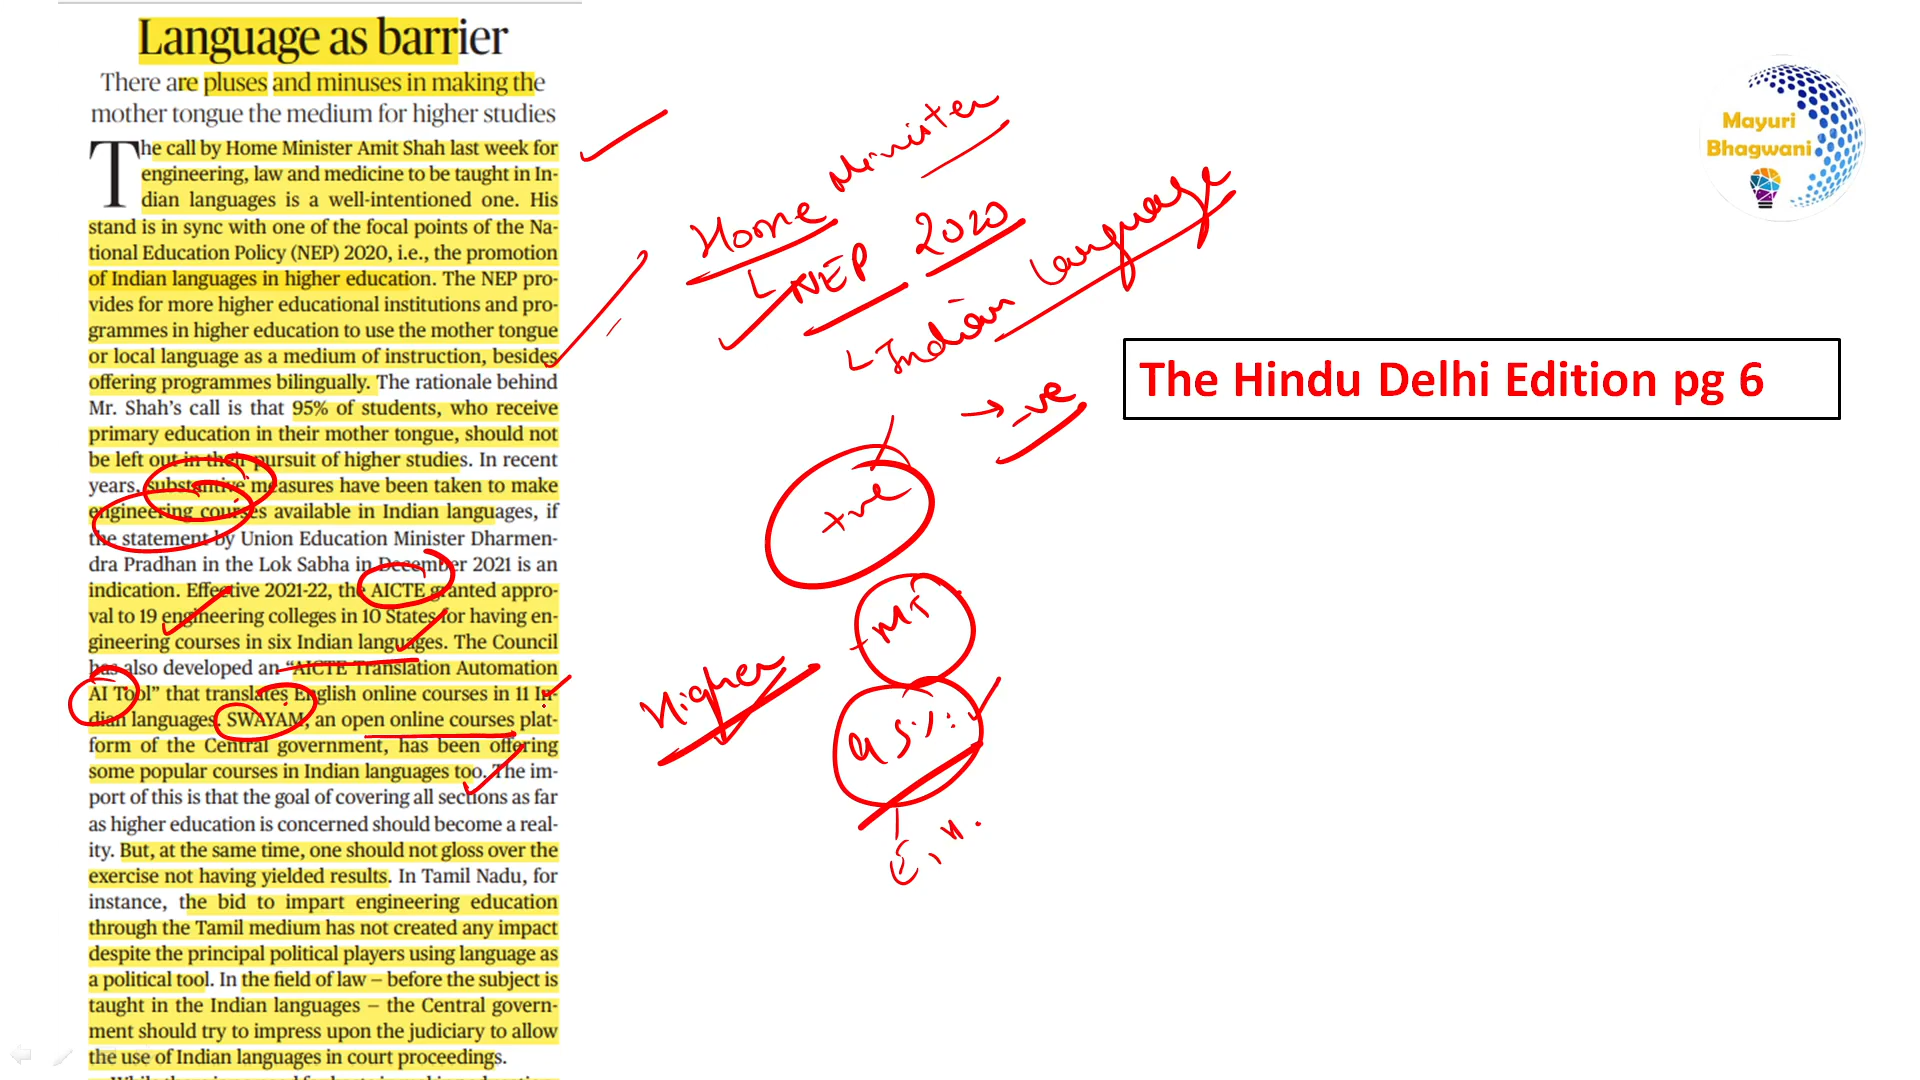 Language as barrier
There are pluses and minuses in making the
mother tongue the medium for higher studies
The call by Home Minister Amit Shah last week for
engineering, law and medicine to be taught in In-
dian languages is a well-intentioned one. His
stand is in sync with one of the focal points of the Na-
tional Education Policy (NEP) 2020, i.e., the promotion
of Indian languages in higher education. The NEP pro-
vides for more higher educational institutions and pro-
grammes in higher education to use the mother tongue
or local language as a medium of instruction, besides
offering programmes bilingually. The rationale behind
Mr. Shah's call is that 95% of students, who receive
primary education in their mother tongue, should not
be left out in their pursuit of higher studies. In recent
years, substantive measures have been taken to make
engineering courses available in Indian languages, if
the statement by Union Education Minister Dharmen-
dra Pradhan in the Lok Sabha in December 2021 is an
indication. Effective 2021-22, the AICTE granted appro-
val to 19 engineering colleges in 10 States for having en-
gineering courses in six Indian languages. The Council
has also developed an “AICTE Translation Automation
AI Tool” that translates English online courses in 11 In-
dian languages. SWAYAM, an open online courses plat-
form of the Central government, has been offering
some popular courses in Indian languages too. The im-
port of this is that the goal of covering all sections as far
as higher education is concerned should become a real-
ity. But, at the same time, one should not gloss over the
exercise not having yielded results. In Tamil Nadu, for
instance, the bid to impart engineering education
through the Tamil medium has not created any impact
despite the principal political players using language as
a political tool. In the field of law – before the subject is
taught in the Indian languages – the Central govern-
ment should try to impress upon the judiciary to allow
the use of Indian languages in court proceedings.
Home Minister
NEP 2020
Indian Language
-ve
+ve
MT
Higher
95%
Mayuri
Bhagwani
The Hindu Delhi Edition pg 6